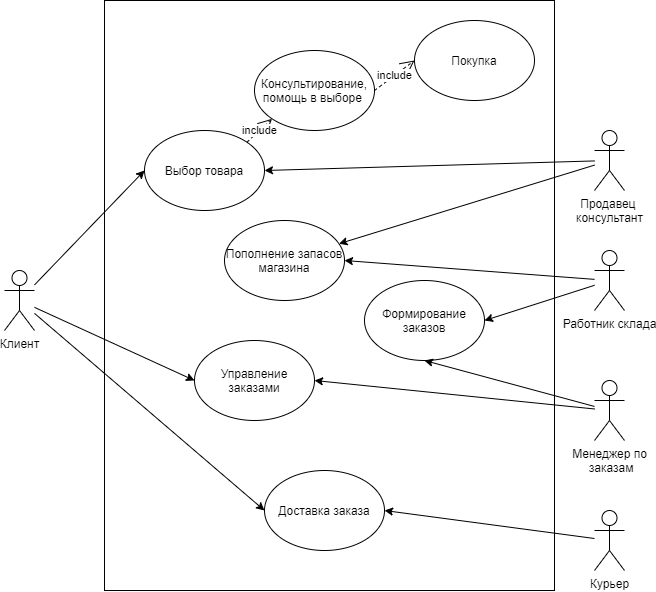 Покупка
include
Консультирование,
помощь в выборе
include
Выбор товара
Продавец
консультант
Пополнение запасов
магазина
Формирование
заказов
Работник склада
Клиент
Управление
заказами
Менеджер по
заказам
Доставка заказа
Курьер